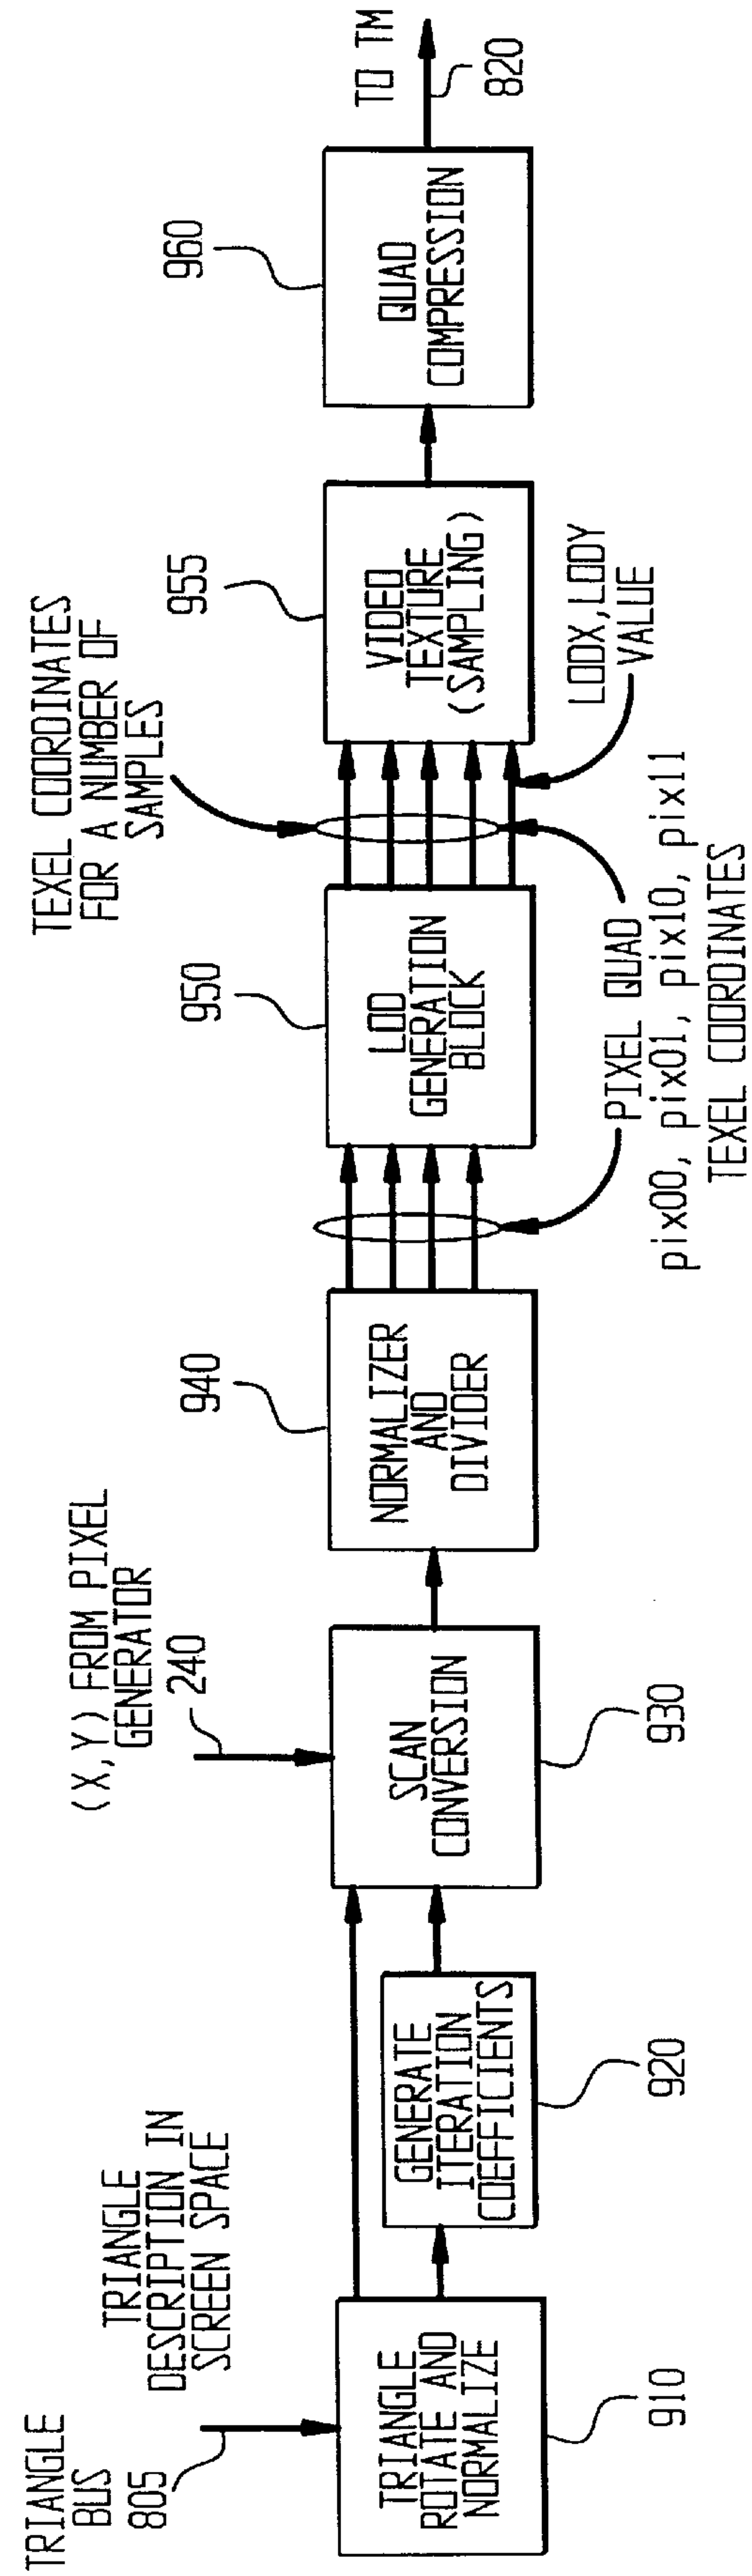 TRIANGLE
BUS
805
TRIANGLE
DESCRIPTION IN
SCREEN SPACE
TRIANGLE
ROTATE AND
NORMALIZE
910
GENERATE
ITERATION
COEFFICIENTS
920
(X,Y) FROM PIXEL
GENERATOR
240
SCAN
CONVERSION
930
NORMALIZER
AND
DIVIDER
940
PIXEL QUAD
pix00, pix01, pix10, pix11
TEXEL COORDINATES
LOD
GENERATION
BLOCK
950
TEXEL COORDINATES
FOR A NUMBER OF
SAMPLES
LODX,LODY
VALUE
VIDEO
TEXTURE
(SAMPLING)
955
QUAD
COMPRESSION
960
TO TM
820